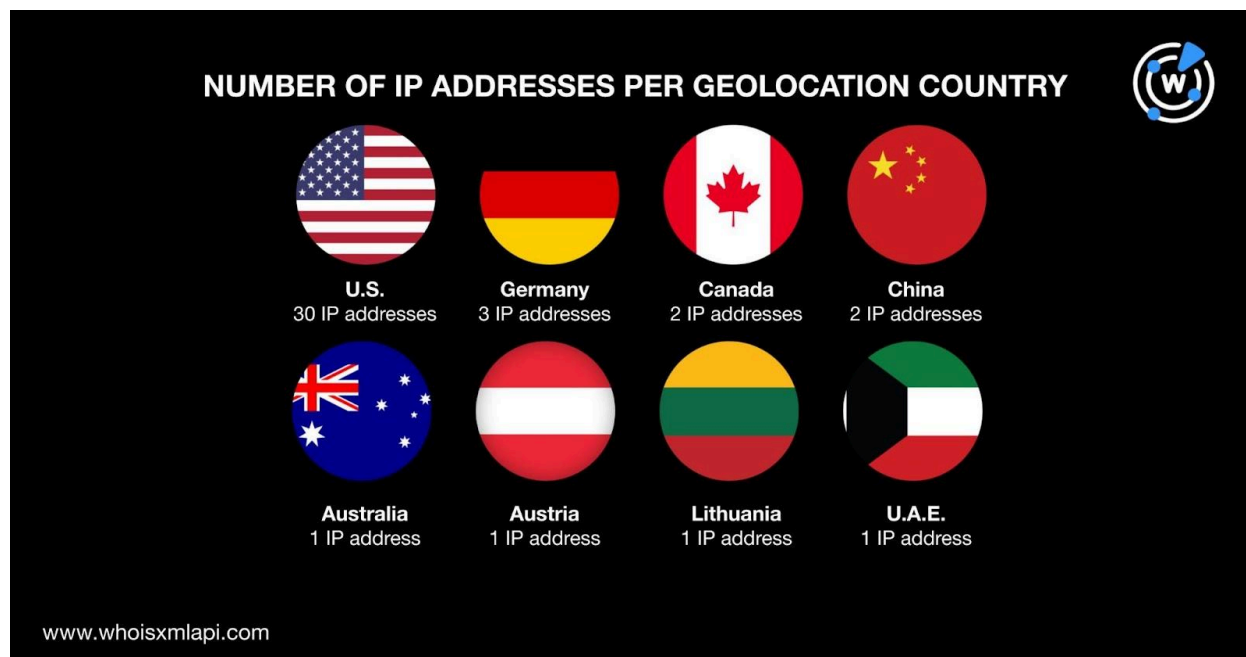 NUMBER OF IP ADDRESSES PER GEOLOCATION COUNTRY
W
U.S.
30 IP addresses
Germany
3 IP addresses
Canada
2 IP addresses
China
2 IP addresses
Australia
1 IP address
Austria
1 IP address
Lithuania
1 IP address
U.A.E.
1 IP address
www.whoisxmlapi.com